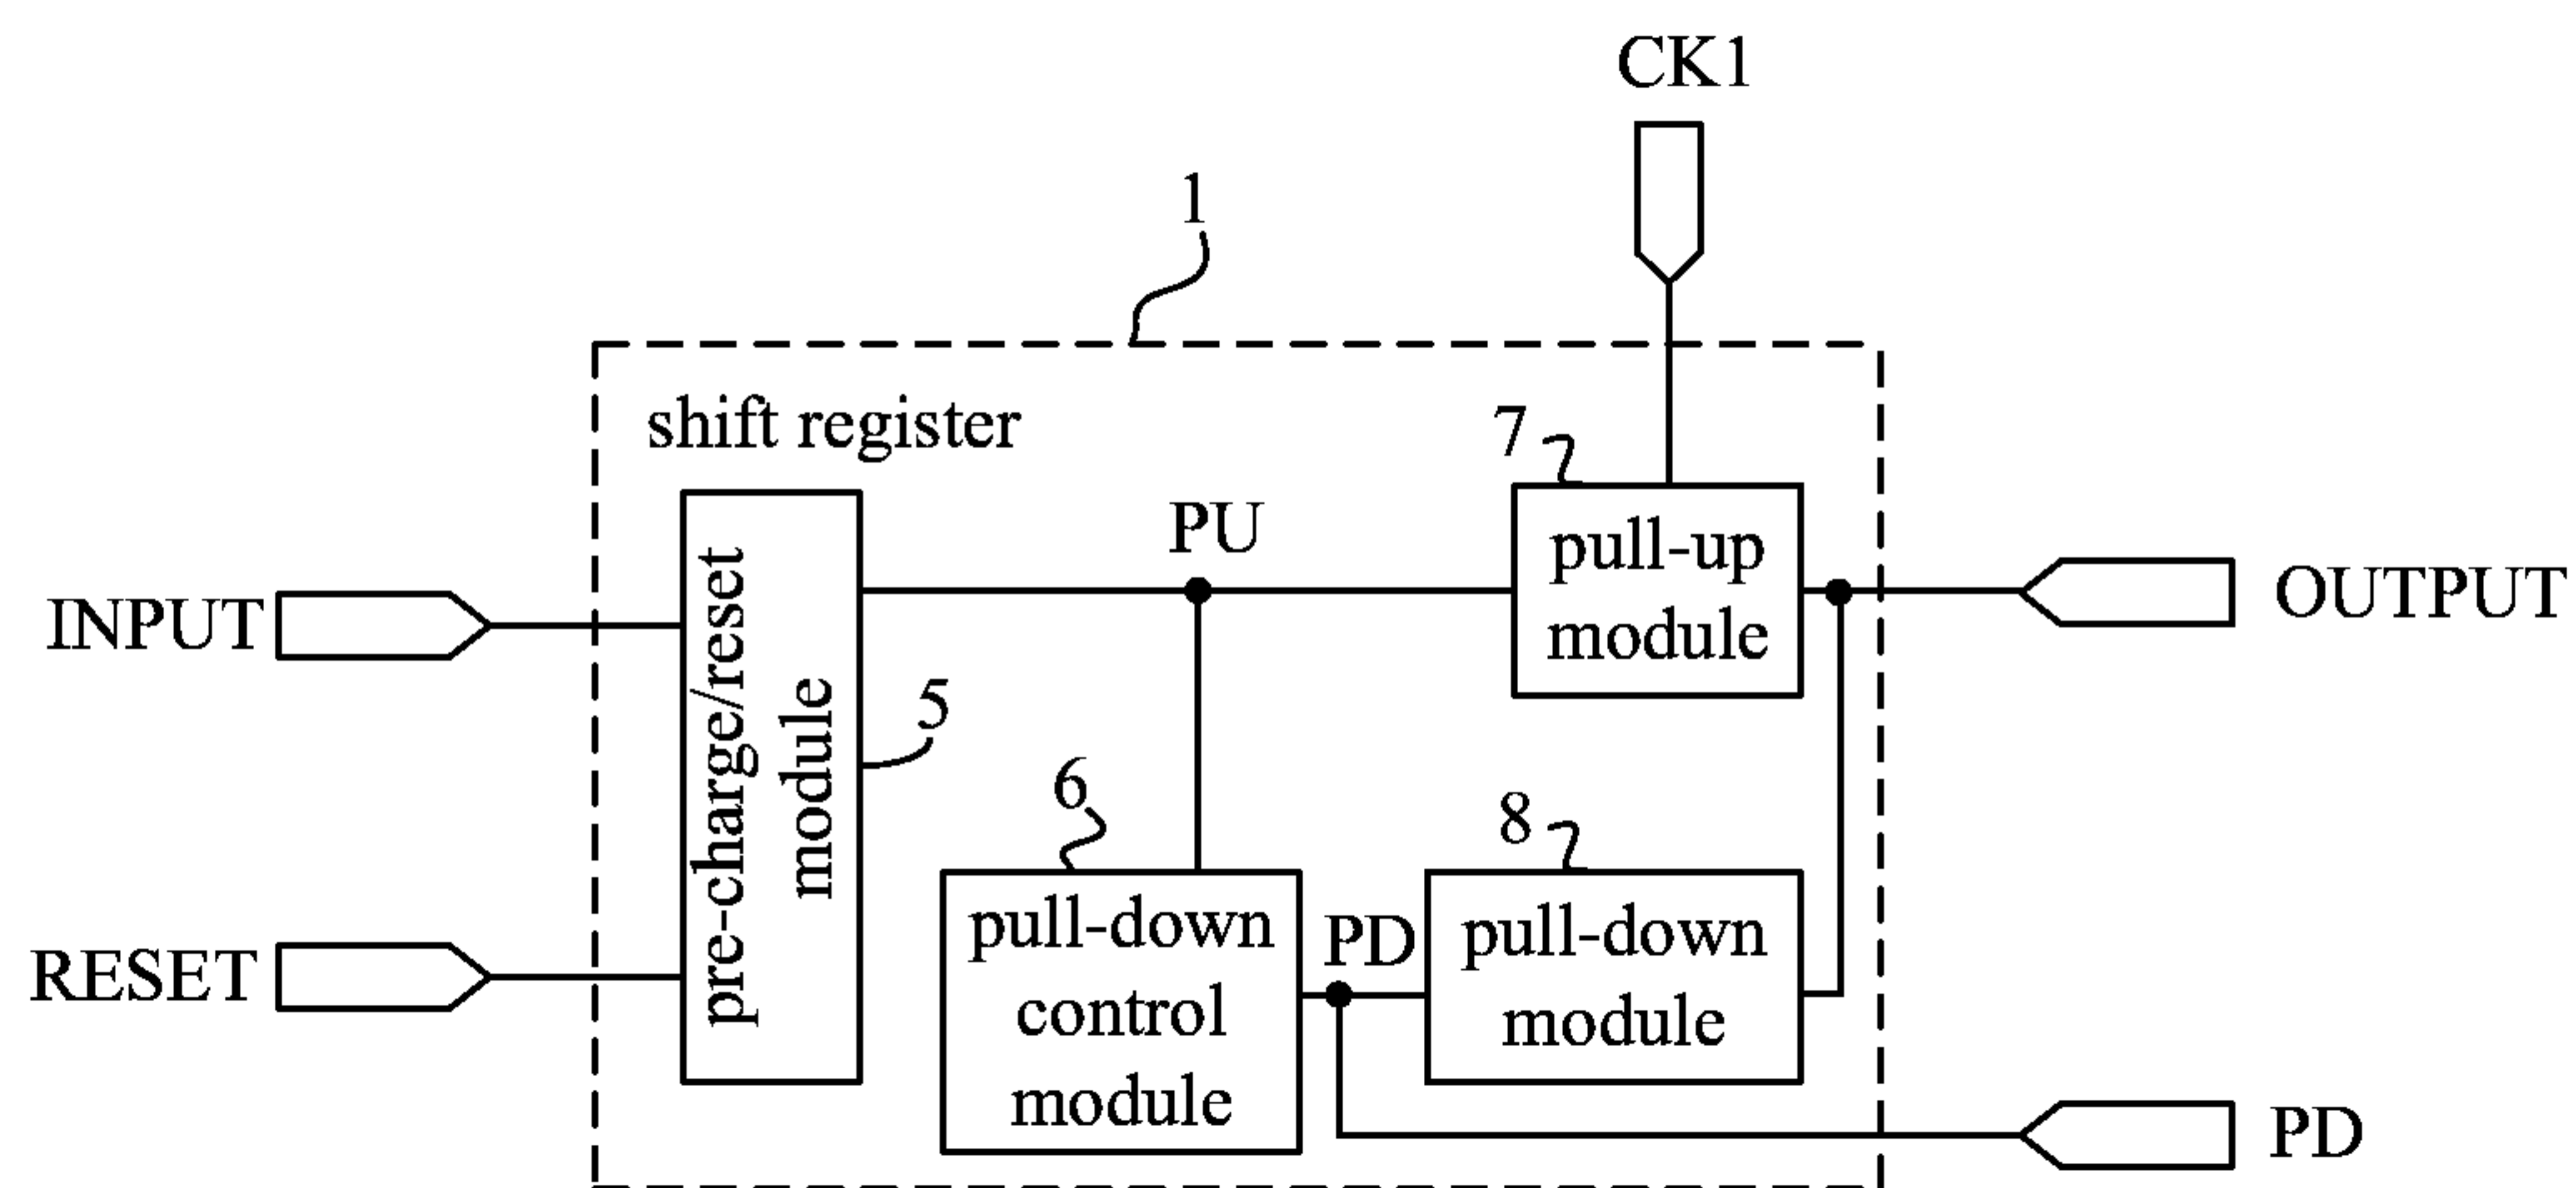 CK1
1
shift register
7
PU
pull-up
module
INPUT
OUTPUT
pre-charge/reset
module
5
6
8
pull-down
control
module
PD
pull-down
module
RESET
PD